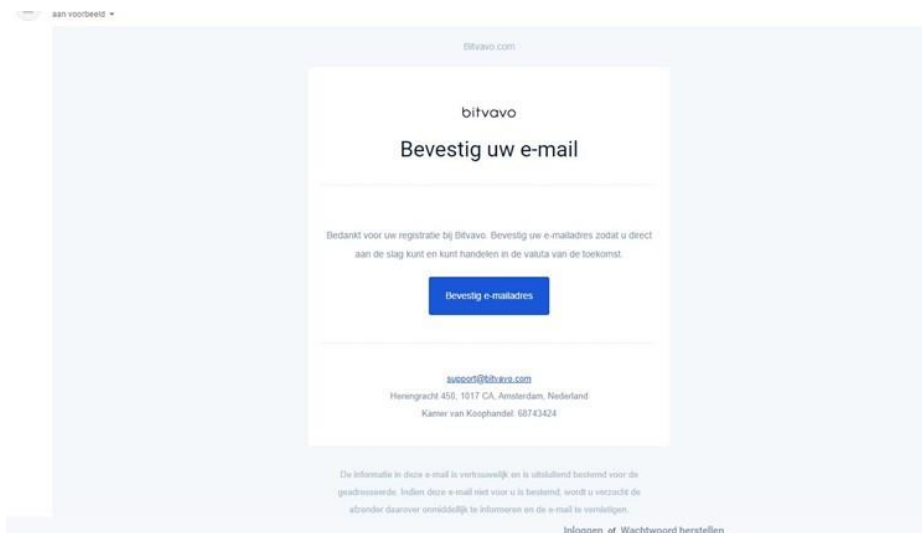 aan voorbeeld
Bitvavo.com
bitvavo
Bevestig uw e-mail
Bedankt voor uw registratie bij Bitvavo. Bevestig uw e-mailadres zodat u direct
aan de slag kunt en kunt handelen in de valuta van de toekomst.
Bevestig e-mailadres
support@bitvavo.com
Herengracht 450, 1017 CA, Amsterdam, Nederland
Kamer van Koophandel: 68743424
De informatie in deze e-mail is vertrouwelijk en is uitsluitend bestemd voor de
geadresseerde. Indien deze e-mail niet voor u is bestemd, wordt u verzocht de
afzender daarover onmiddellijk te informeren en de e-mail te vernietigen.
Inloggen of Wachtwoord herstellen